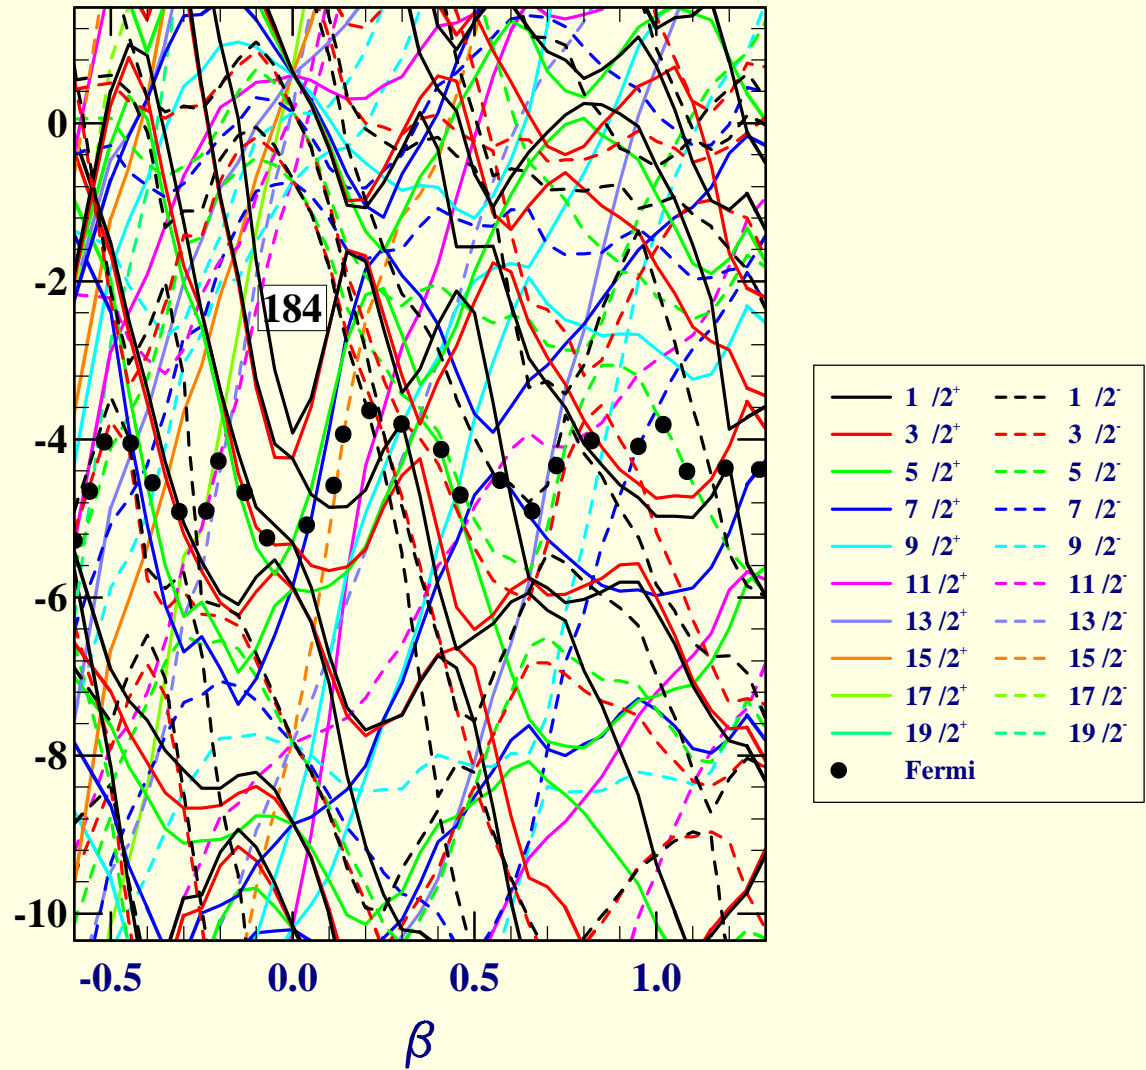 0
-2
184
-4
-6
-8
-10
-0.5 0.0 0.5 1.0
β
1 /2+ 1 /2-
3 /2+ 3 /2-
5 /2+ 5 /2-
7 /2+ 7 /2-
9 /2+ 9 /2-
11 /2+ 11 /2-
13 /2+ 13 /2-
15 /2+ 15 /2-
17 /2+ 17 /2-
19 /2+ 19 /2-
Fermi